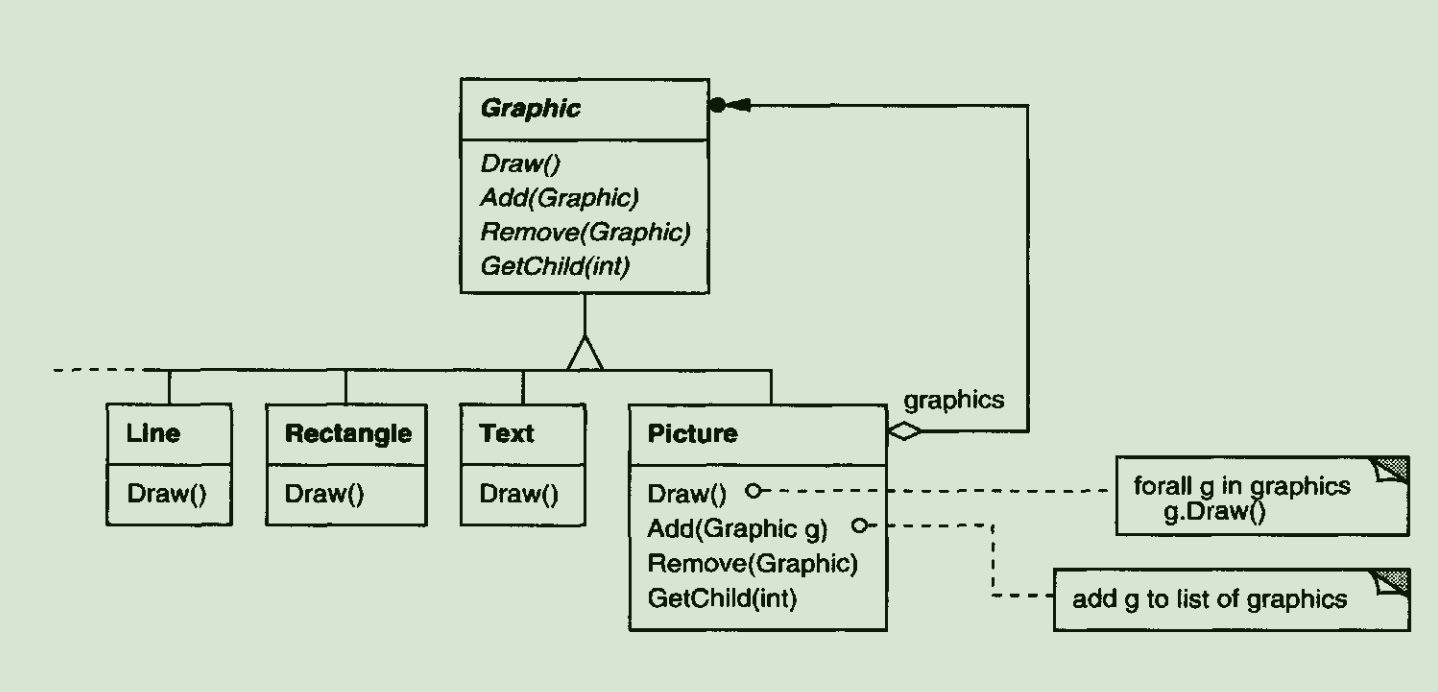 Graphic
Draw()
Add(Graphic)
Remove(Graphic)
GetChild(int)
graphics
Line
Draw()
Rectangle
Draw()
Text
Draw()
Picture
Draw()
Add(Graphic g)
Remove(Graphic)
GetChild(int)
forall g in graphics
g.Draw()
add g to list of graphics